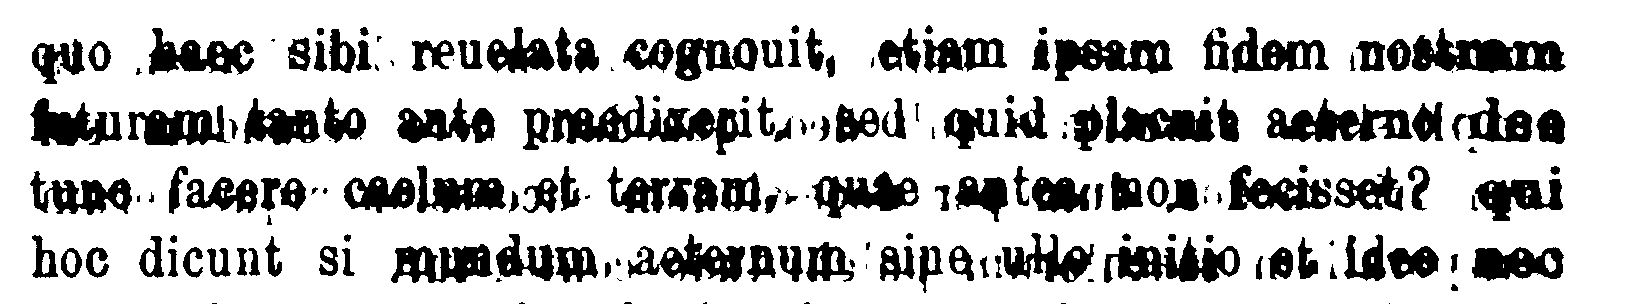 quo haec sibi reuelata cognouit, etiam ipsam fidem nostram
futuram tanto ante praedixerit. sed quid placuit aeterno deo
tunc facere caelum et terram, quae antea non fecisset? qui
hoc dicunt si mundum aeternum sine ullo initio et ideo nec